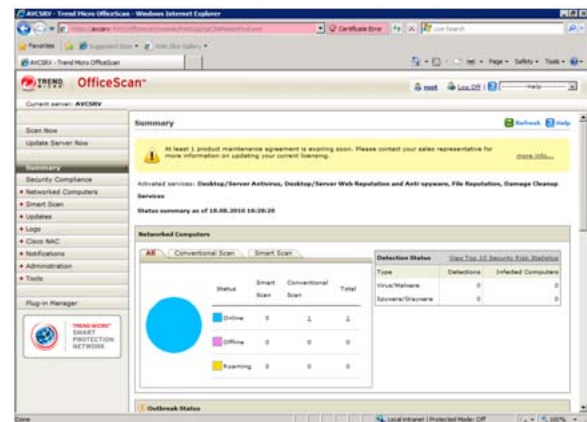 AVCSRV - Trend Micro OfficeScan - Windows Internet Explorer
Certificate Error
Live Search
Favorites
Suggested Sites
Web Slice Gallery
AVCSRV - Trend Micro OfficeScan
Page
Safety
Tools
TREND MICRO
OfficeScan™
root
Log Off
Help
Current server: AVCSRV
Scan Now
Update Server Now
Summary
Security Compliance
Networked Computers
Smart Scan
Updates
Logs
Cisco NAC
Notifications
Administration
Tools
Plug-in Manager
TREND MICRO™
SMART
PROTECTION
NETWORK
Summary
Refresh
Help
At least 1 product maintenance agreement is expiring soon. Please contact your sales representative for
more information on updating your current licensing.
more info...
Activated services: Desktop/Server Antivirus, Desktop/Server Web Reputation and Anti-spyware, File Reputation, Damage Cleanup
Services
Status summary as of 18.08.2010 16:28:28
Networked Computers
All
Conventional Scan
Smart Scan
Status
Smart Scan
Conventional Scan
Total
Online 0 1 1
Offline 0 0 0
Roaming 0 0 0
Detection Status
View Top 10 Security Risk Statistics
Type Detections Infected Computers
Virus/Malware 0 0
Spyware/Grayware 0 0
Outbreak Status
Done
Local intranet | Protected Mode: Off
100%